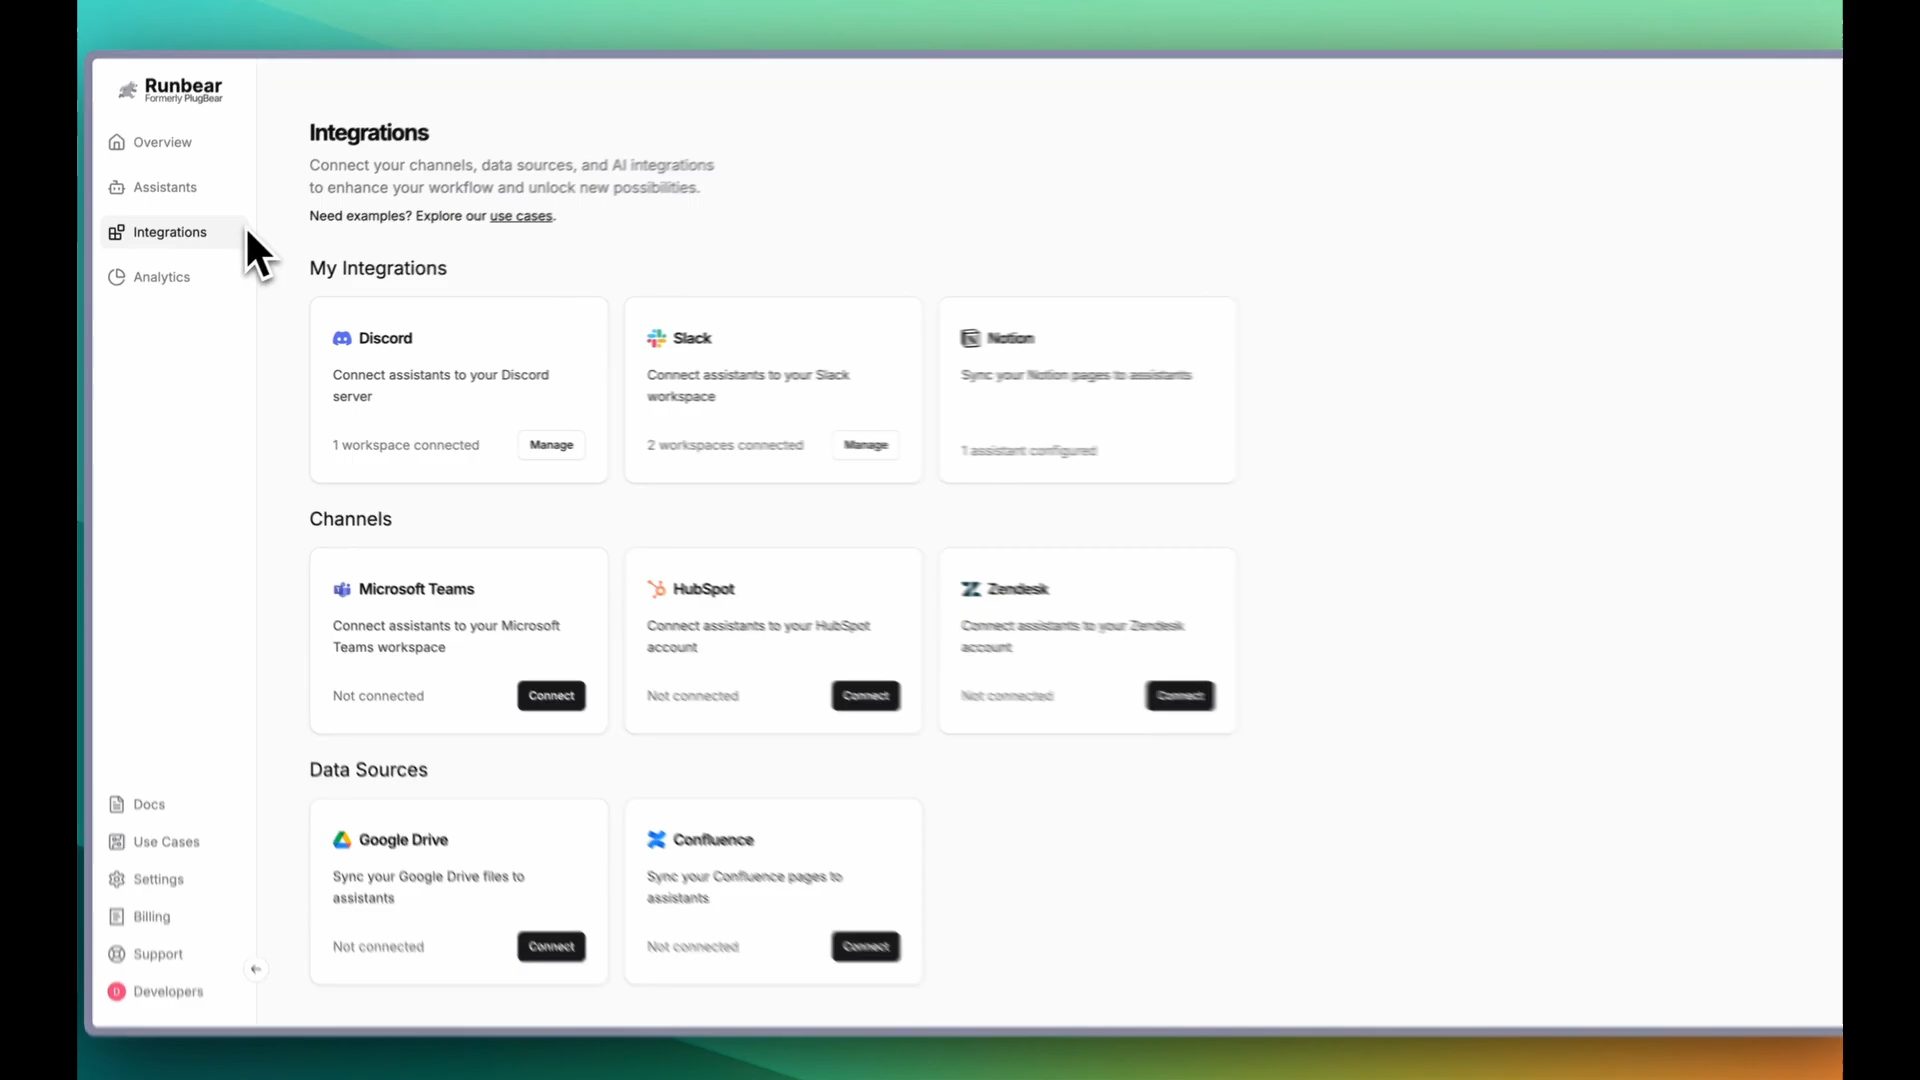 Runbear
Formerly PlugBear
Overview
Assistants
Integrations
Analytics
Docs
Use Cases
Settings
Billing
Support
D
Developers
Integrations
Connect your channels, data sources, and AI integrations
to enhance your workflow and unlock new possibilities.
Need examples? Explore our use cases.
My Integrations
Discord
Connect assistants to your Discord
server
1 workspace connected
Manage
Slack
Connect assistants to your Slack
workspace
2 workspaces connected
Manage
Notion
Sync your Notion pages to assistants
1 assistant configured
Channels
Microsoft Teams
Connect assistants to your Microsoft
Teams workspace
Not connected
Connect
HubSpot
Connect assistants to your HubSpot
account
Not connected
Connect
Zendesk
Connect assistants to your Zendesk
account
Not connected
Connect
Data Sources
Google Drive
Sync your Google Drive files to
assistants
Not connected
Connect
Confluence
Sync your Confluence pages to
assistants
Not connected
Connect